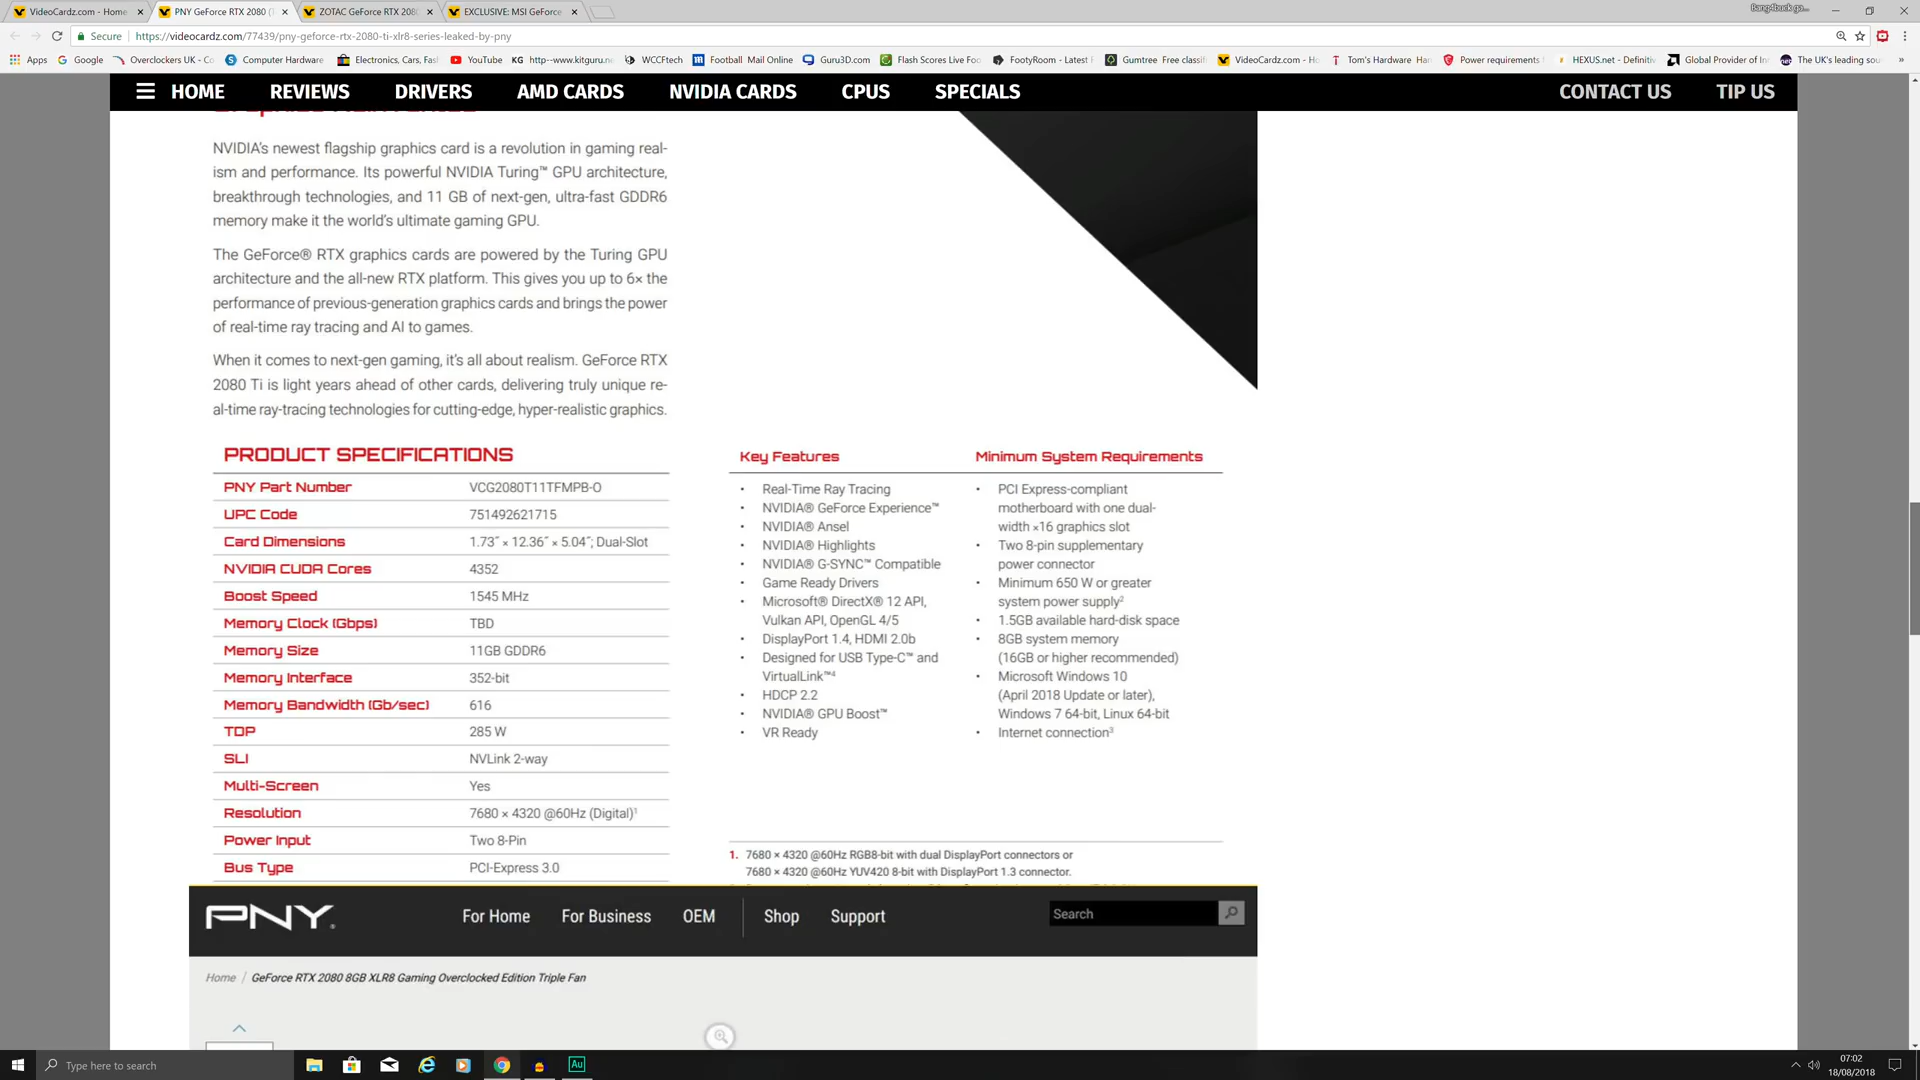 VideoCardz.com - Home
PNY GeForce RTX 2080 (T
ZOTAC GeForce RTX 208
EXCLUSIVE: MSI GeForce
Secure
https://videocardz.com/77439/pny-geforce-rtx-2080-ti-xlr8-series-leaked-by-pny
Apps
Google
Overclockers UK - Co
Computer Hardware
Electronics, Cars, Fas
YouTube
http--www.kitguru.ne
WCCFtech
Football Mail Online
Guru3D.com
Flash Scores Live Foo
FootyRoom - Latest F
Gumtree Free classif
VideoCardz.com - Ho
Tom's Hardware Har
Power requirements
HEXUS.net - Definitiv
Global Provider of In
The UK's leading sou
HOME
REVIEWS
DRIVERS
AMD CARDS
NVIDIA CARDS
CPUS
SPECIALS
CONTACT US
TIP US
NVIDIA's newest flagship graphics card is a revolution in gaming real-
ism and performance. Its powerful NVIDIA Turing™ GPU architecture,
breakthrough technologies, and 11 GB of next-gen, ultra-fast GDDR6
memory make it the world's ultimate gaming GPU.
The GeForce® RTX graphics cards are powered by the Turing GPU
architecture and the all-new RTX platform. This gives you up to 6× the
performance of previous-generation graphics cards and brings the power
of real-time ray tracing and AI to games.
When it comes to next-gen gaming, it's all about realism. GeForce RTX
2080 Ti is light years ahead of other cards, delivering truly unique re-
al-time ray-tracing technologies for cutting-edge, hyper-realistic graphics.
PRODUCT SPECIFICATIONS
PNY Part Number VCG2080T11TFMPB-O
UPC Code 751492621715
Card Dimensions 1.73˝ × 12.36˝ × 5.04˝; Dual-Slot
NVIDIA CUDA Cores 4352
Boost Speed 1545 MHz
Memory Clock (Gbps) TBD
Memory Size 11GB GDDR6
Memory Interface 352-bit
Memory Bandwidth (Gb/sec) 616
TDP 285 W
SLI NVLink 2-way
Multi-Screen Yes
Resolution 7680 × 4320 @60Hz (Digital)¹
Power Input Two 8-Pin
Bus Type PCI-Express 3.0
Key Features
• Real-Time Ray Tracing
• NVIDIA® GeForce Experience™
• NVIDIA® Ansel
• NVIDIA® Highlights
• NVIDIA® G-SYNC™ Compatible
• Game Ready Drivers
• Microsoft® DirectX® 12 API,
Vulkan API, OpenGL 4/5
• DisplayPort 1.4, HDMI 2.0b
• Designed for USB Type-C™ and
VirtualLink™⁴
• HDCP 2.2
• NVIDIA® GPU Boost™
• VR Ready
Minimum System Requirements
• PCI Express-compliant
motherboard with one dual-
width ×16 graphics slot
• Two 8-pin supplementary
power connector
• Minimum 650 W or greater
system power supply²
• 1.5GB available hard-disk space
• 8GB system memory
(16GB or higher recommended)
• Microsoft Windows 10
(April 2018 Update or later),
Windows 7 64-bit, Linux 64-bit
• Internet connection³
1. 7680 × 4320 @60Hz RGB8-bit with dual DisplayPort connectors or
7680 × 4320 @60Hz YUV420 8-bit with DisplayPort 1.3 connector.
PNY
For Home
For Business
OEM
Shop
Support
Search
Home / GeForce RTX 2080 8GB XLR8 Gaming Overclocked Edition Triple Fan
Type here to search
Au
07:02
18/08/2018